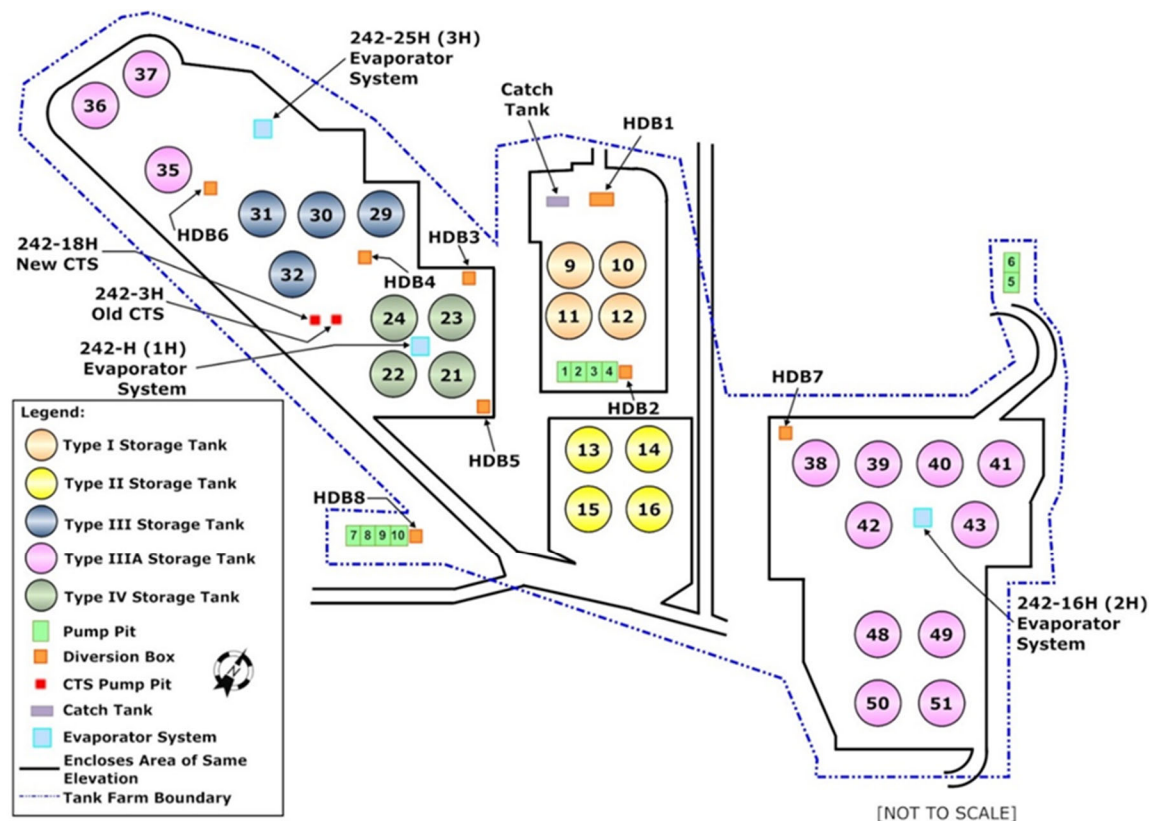 242-25H (3H)
Evaporator
System
37
36
35
Catch
Tank
HDB1
HDB6
31
30
29
HDB3
242-18H
New CTS
32
HDB4
242-3H
Old CTS
24
23
242-H (1H)
Evaporator
System
22
21
HDB5
9
10
11
12
1 2 3 4
HDB2
13
14
15
16
6
5
HDB7
38
39
40
41
42
43
242-16H (2H)
Evaporator
System
48
49
50
51
HDB8
7 8 9 10
Legend:
Type I Storage Tank
Type II Storage Tank
Type III Storage Tank
Type IIIA Storage Tank
Type IV Storage Tank
Pump Pit
Diversion Box
N
CTS Pump Pit
Catch Tank
Evaporator System
Encloses Area of Same
Elevation
Tank Farm Boundary
[NOT TO SCALE]